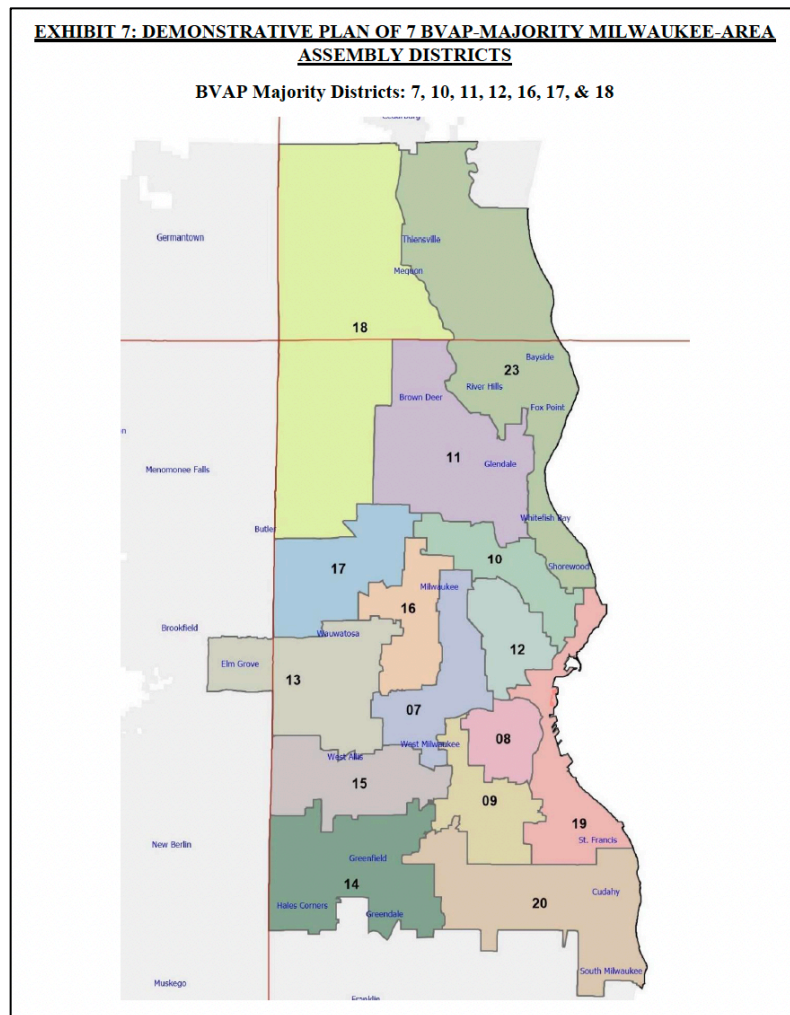 EXHIBIT 7: DEMONSTRATIVE PLAN OF 7 BVAP-MAJORITY MILWAUKEE-AREA
ASSEMBLY DISTRICTS
BVAP Majority Districts: 7, 10, 11, 12, 16, 17, & 18
Cedarburg
Germantown
Thiensville
Mequon
18
Bayside
23
River Hills
Brown Deer
Fox Point
11
Glendale
Menomonee Falls
Whitefish Bay
Butler
10
Shorewood
17
Milwaukee
16
Brookfield
Wauwatosa
12
Elm Grove
13
07
West Milwaukee
08
West Allis
15
09
19
St. Francis
New Berlin
Greenfield
14
Cudahy
Hales Corners
20
Greendale
South Milwaukee
Muskego
Franklin